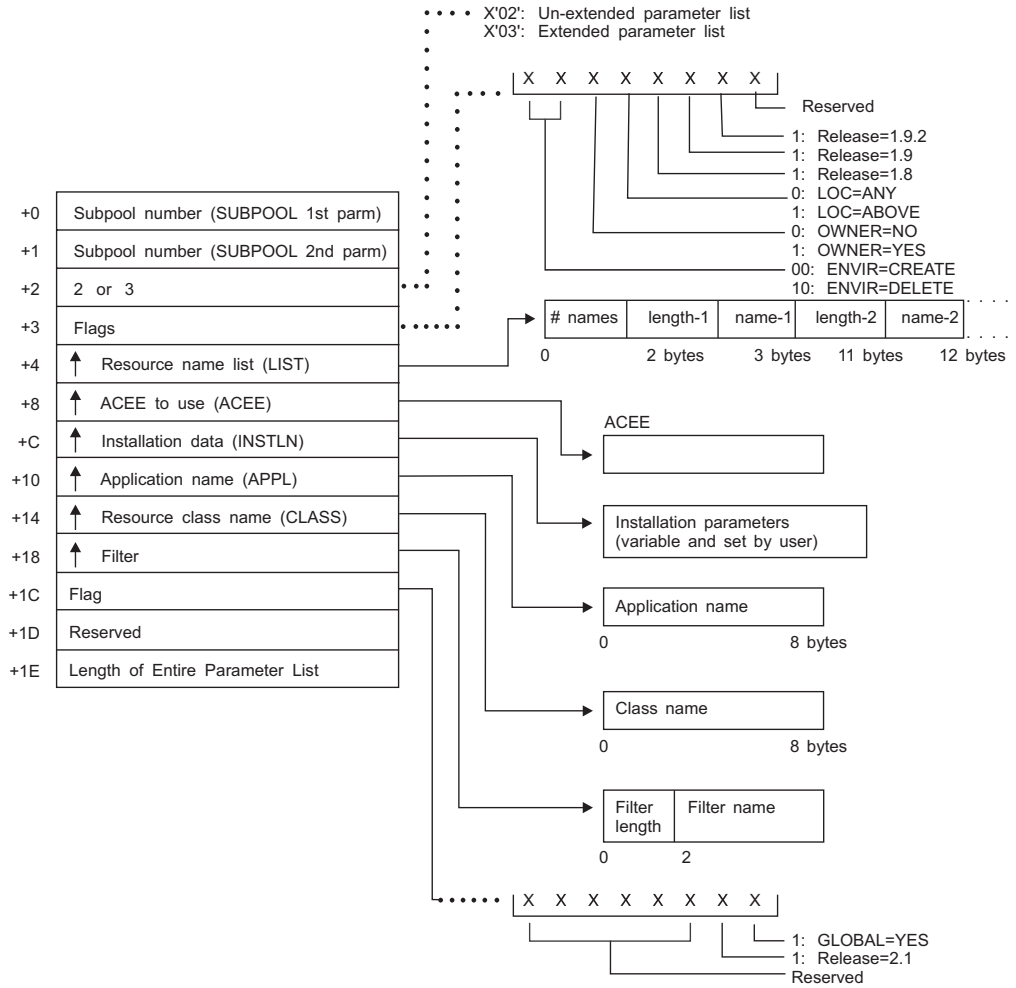 X'02': Un-extended parameter list
X'03': Extended parameter list
X X X X X X X X
Reserved
1: Release=1.9.2
1: Release=1.9
1: Release=1.8
0: LOC=ANY
1: LOC=ABOVE
0: OWNER=NO
1: OWNER=YES
00: ENVIR=CREATE
10: ENVIR=DELETE
+0 Subpool number (SUBPOOL 1st parm)
+1 Subpool number (SUBPOOL 2nd parm)
+2 2 or 3
+3 Flags
+4 Resource name list (LIST)
+8 ACEE to use (ACEE)
+C Installation data (INSTLN)
+10 Application name (APPL)
+14 Resource class name (CLASS)
+18 Filter
+1C Flag
+1D Reserved
+1E Length of Entire Parameter List
# names length-1 name-1 length-2 name-2
0 2 bytes 3 bytes 11 bytes 12 bytes
ACEE
Installation parameters
(variable and set by user)
Application name
0 8 bytes
Class name
0 8 bytes
Filter length Filter name
0 2
X X X X X X X X
1: GLOBAL=YES
1: Release=2.1
Reserved